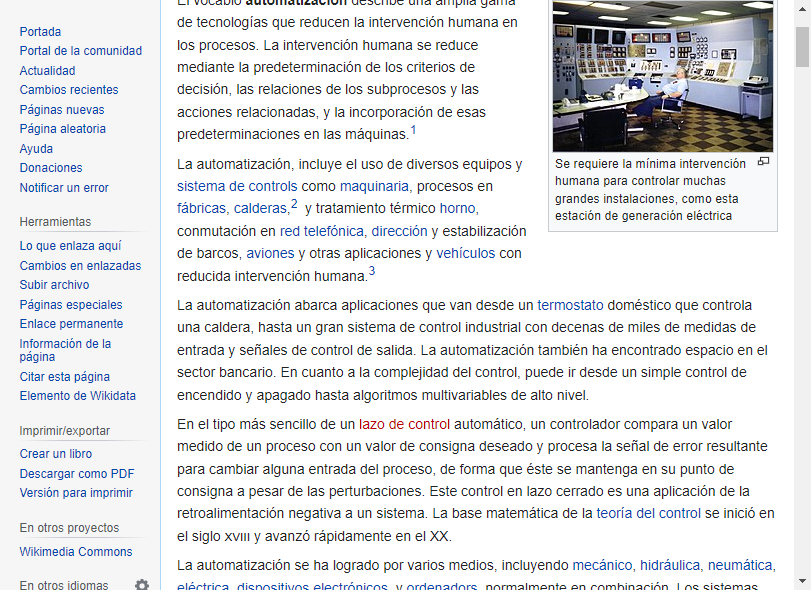 Portada
Portal de la comunidad
Actualidad
Cambios recientes
Páginas nuevas
Página aleatoria
Ayuda
Donaciones
Notificar un error
Herramientas
Lo que enlaza aquí
Cambios en enlazadas
Subir archivo
Páginas especiales
Enlace permanente
Información de la
página
Citar esta página
Elemento de Wikidata
Imprimir/exportar
Crear un libro
Descargar como PDF
Versión para imprimir
En otros proyectos
Wikimedia Commons
En otros idiomas
El vocablo automatización describe una amplia gama
de tecnologías que reducen la intervención humana en
los procesos. La intervención humana se reduce
mediante la predeterminación de los criterios de
decisión, las relaciones de los subprocesos y las
acciones relacionadas, y la incorporación de esas
predeterminaciones en las máquinas.1
La automatización, incluye el uso de diversos equipos y
sistema de controls como maquinaria, procesos en
fábricas, calderas,2 y tratamiento térmico horno,
conmutación en red telefónica, dirección y estabilización
de barcos, aviones y otras aplicaciones y vehículos con
reducida intervención humana.3
Se requiere la mínima intervención
humana para controlar muchas
grandes instalaciones, como esta
estación de generación eléctrica
La automatización abarca aplicaciones que van desde un termostato doméstico que controla
una caldera, hasta un gran sistema de control industrial con decenas de miles de medidas de
entrada y señales de control de salida. La automatización también ha encontrado espacio en el
sector bancario. En cuanto a la complejidad del control, puede ir desde un simple control de
encendido y apagado hasta algoritmos multivariables de alto nivel.
En el tipo más sencillo de un lazo de control automático, un controlador compara un valor
medido de un proceso con un valor de consigna deseado y procesa la señal de error resultante
para cambiar alguna entrada del proceso, de forma que éste se mantenga en su punto de
consigna a pesar de las perturbaciones. Este control en lazo cerrado es una aplicación de la
retroalimentación negativa a un sistema. La base matemática de la teoría del control se inició en
el siglo XVIII y avanzó rápidamente en el XX.
La automatización se ha logrado por varios medios, incluyendo mecánico, hidráulica, neumática,
eléctrica, dispositivos electrónicos, y ordenadors, normalmente en combinación. Los sistemas